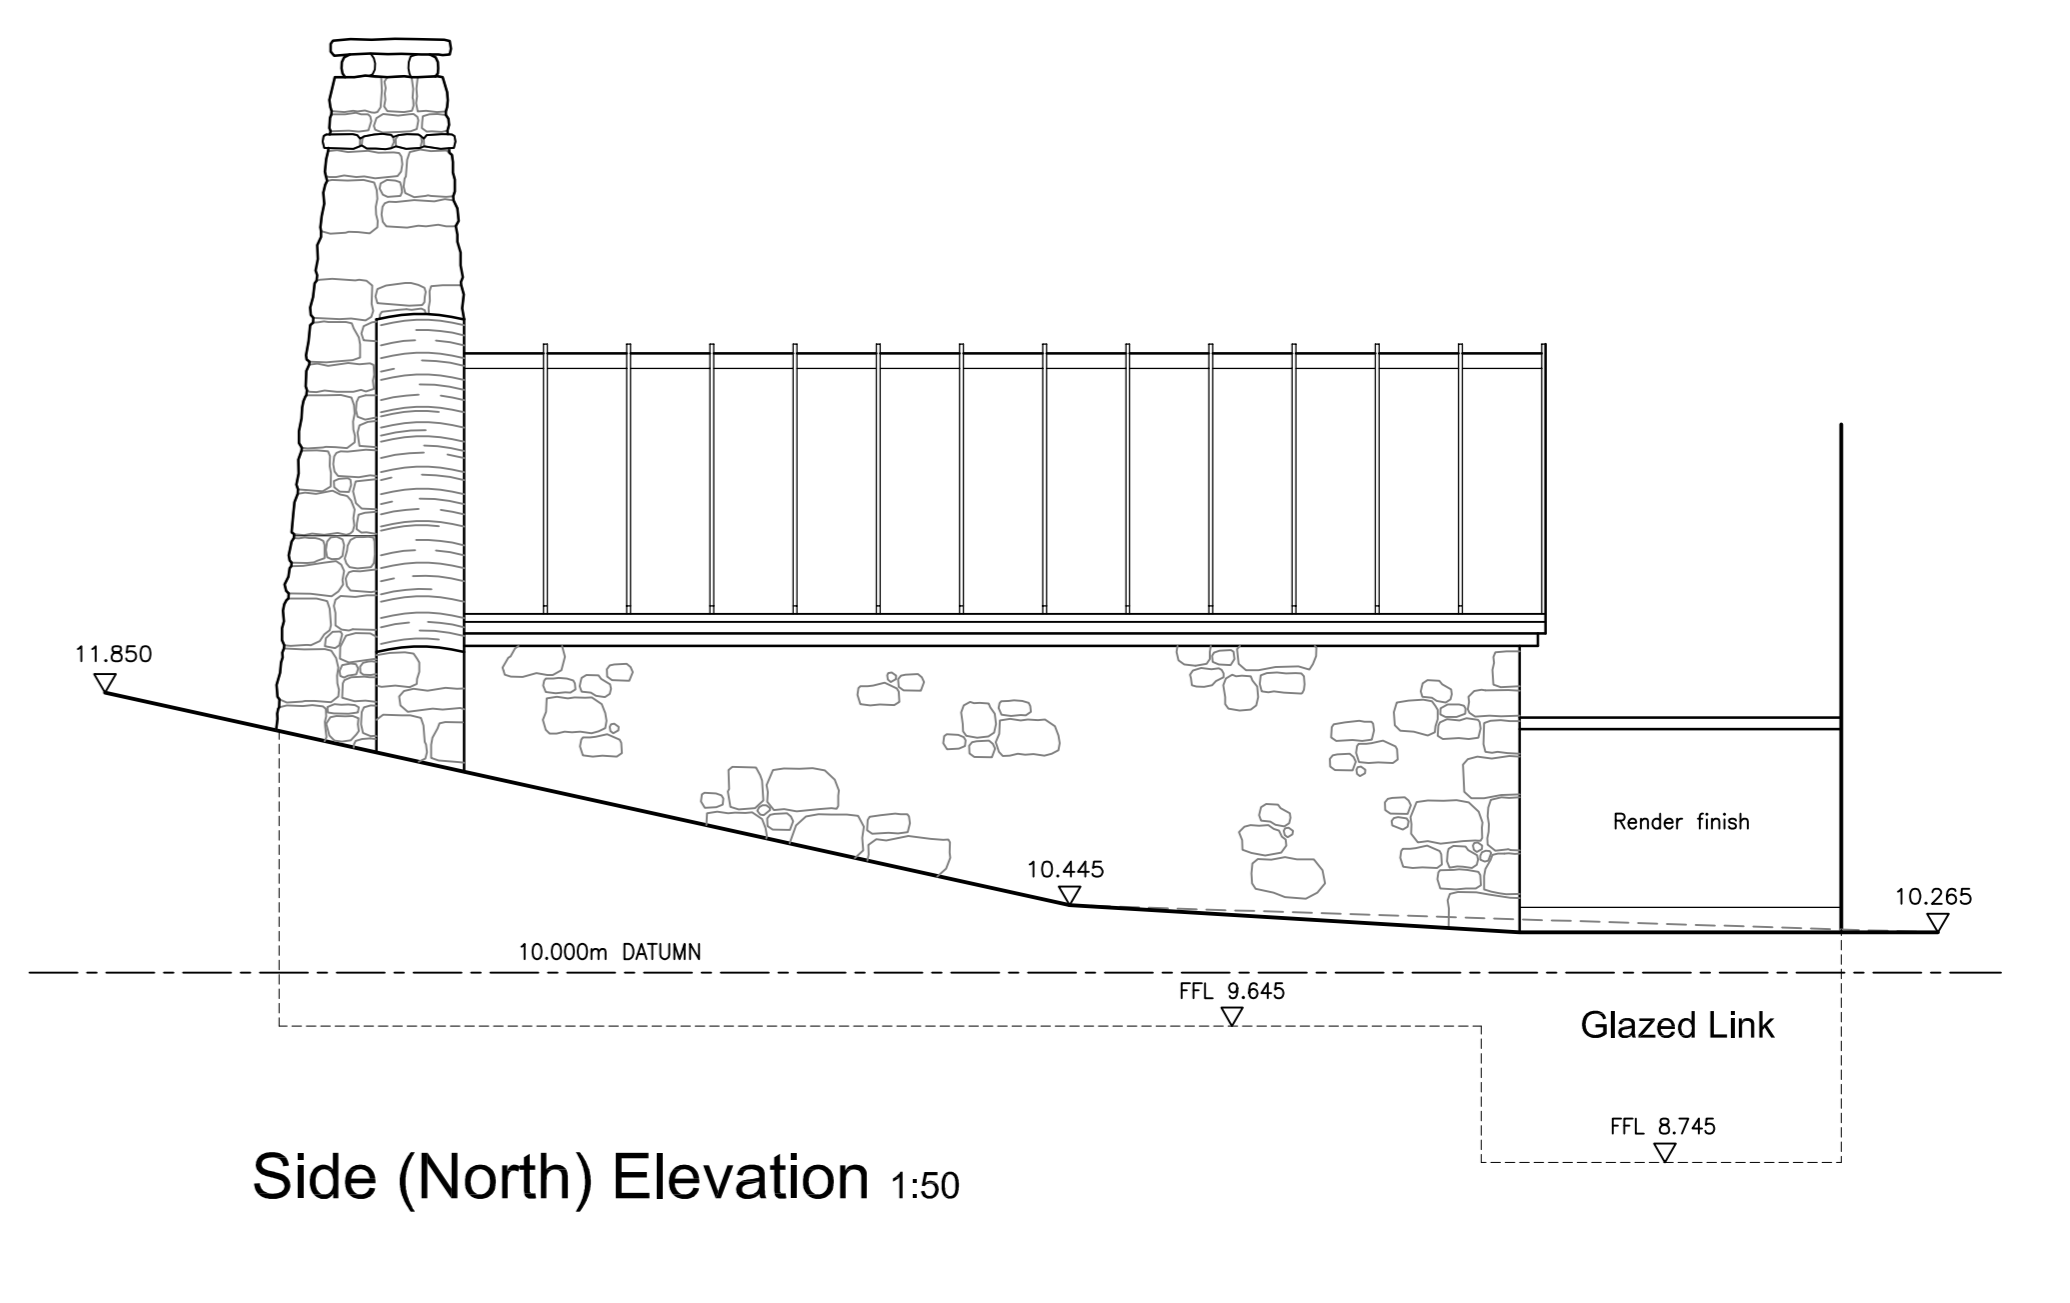 11.850
10.445
Render finish
10.265
10.000m DATUMN
FFL 9.645
Glazed Link
FFL 8.745
Side (North) Elevation 1:50